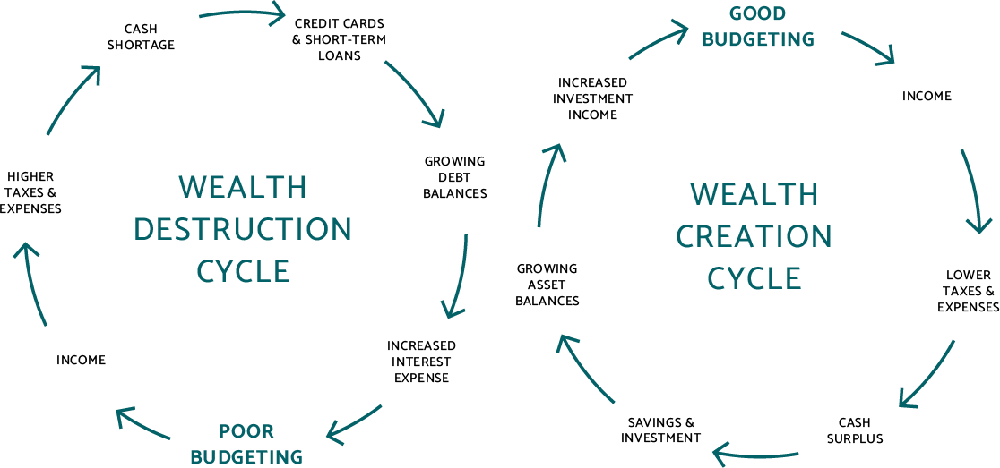 CASH
SHORTAGE
CREDIT CARDS
& SHORT-TERM
LOANS
GROWING
DEBT
BALANCES
INCREASED
INTEREST
EXPENSE
POOR
BUDGETING
INCOME
HIGHER
TAXES &
EXPENSES
WEALTH
DESTRUCTION
CYCLE
GOOD
BUDGETING
INCOME
LOWER
TAXES &
EXPENSES
CASH
SURPLUS
SAVINGS &
INVESTMENT
GROWING
ASSET
BALANCES
INCREASED
INVESTMENT
INCOME
WEALTH
CREATION
CYCLE